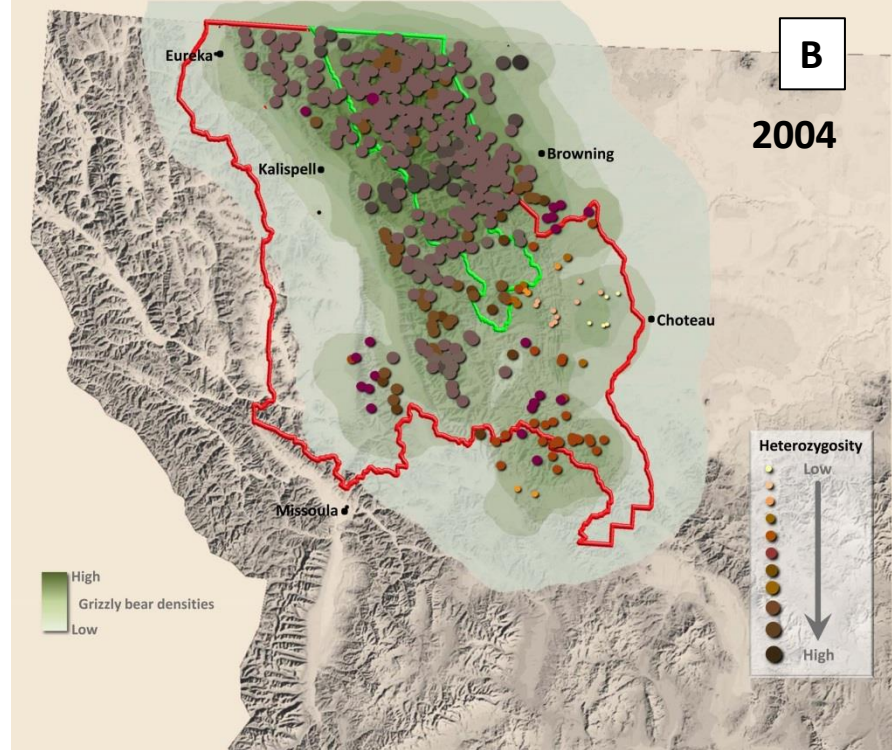 B
2004
Eureka
Browning
Kalispell
Choteau
Missoula
Heterozygosity
Low
High
High
Grizzly bear densities
Low